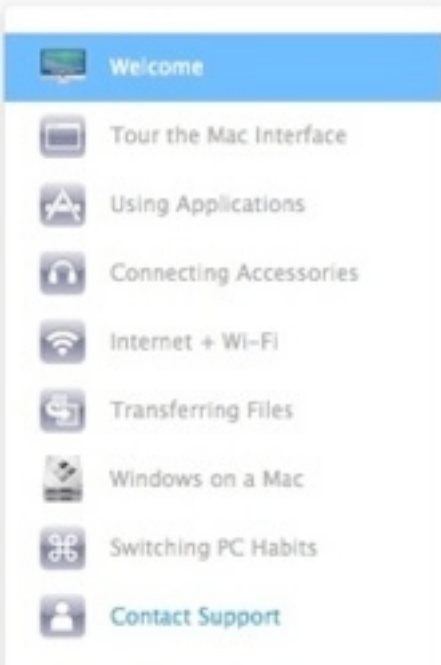 Welcome
Tour the Mac Interface
Using Applications
Connecting Accessories
Internet + Wi-Fi
Transferring Files
Windows on a Mac
Switching PC Habits
Contact Support